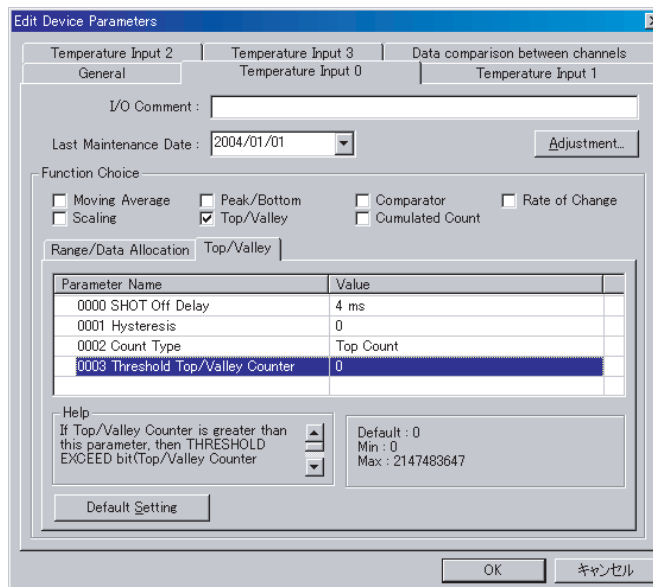 Edit Device Parameters
Temperature Input 2 Temperature Input 3 Data comparison between channels
General Temperature Input 0 Temperature Input 1
I/O Comment :
Last Maintenance Date : 2004/01/01 Adjustment...
Function Choice
Moving Average Peak/Bottom Comparator Rate of Change
Scaling Top/Valley Cumulated Count
Range/Data Allocation Top/Valley
Parameter Name Value
0000 SHOT Off Delay 4 ms
0001 Hysteresis 0
0002 Count Type Top Count
0003 Threshold Top/Valley Counter 0
Help
If Top/Valley Counter is greater than
this parameter, then THRESHOLD
EXCEED bit(Top/Valley Counter
Default : 0
Min : 0
Max : 2147483647
Default Setting
OK キャンセル